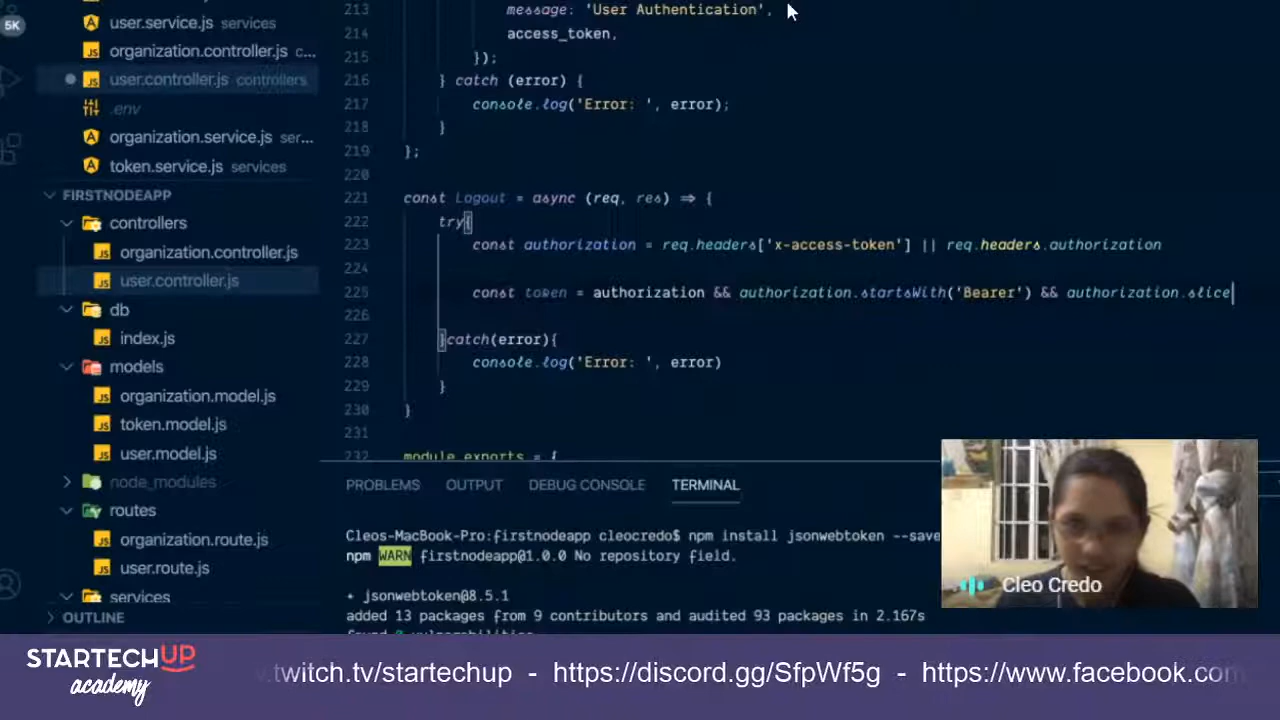 5K
user.service.js services
organization.controller.js c...
user.controller.js controllers
.env
organization.service.js ser...
token.service.js services
FIRSTNODEAPP
controllers
organization.controller.js
user.controller.js
db
index.js
models
organization.model.js
token.model.js
user.model.js
node_modules
routes
organization.route.js
user.route.js
services
OUTLINE
213 message: 'User Authentication',
214 access_token,
215 });
216 } catch (error) {
217 console.log('Error: ', error);
218 }
219 };
220
221 const Logout = async (req, res) => {
222 try{
223 const authorization = req.headers['x-access-token'] || req.headers.authorization
224
225 const token = authorization && authorization.startsWith('Bearer') && authorization.slice
226
227 }catch(error){
228 console.log('Error: ', error)
229 }
230 }
231
232 module exports = {
PROBLEMS OUTPUT DEBUG CONSOLE TERMINAL
Cleos-MacBook-Pro:firstnodeapp cleocredo$ npm install jsonwebtoken --save
npm WARN firstnodeapp@1.0.0 No repository field.
+ jsonwebtoken@8.5.1
added 13 packages from 9 contributors and audited 93 packages in 2.167s
found 0 vulnerabilities
Cleo Credo
STARTECHUP
academy
.twitch.tv/startechup - https://discord.gg/SfpWf5g - https://www.facebook.com